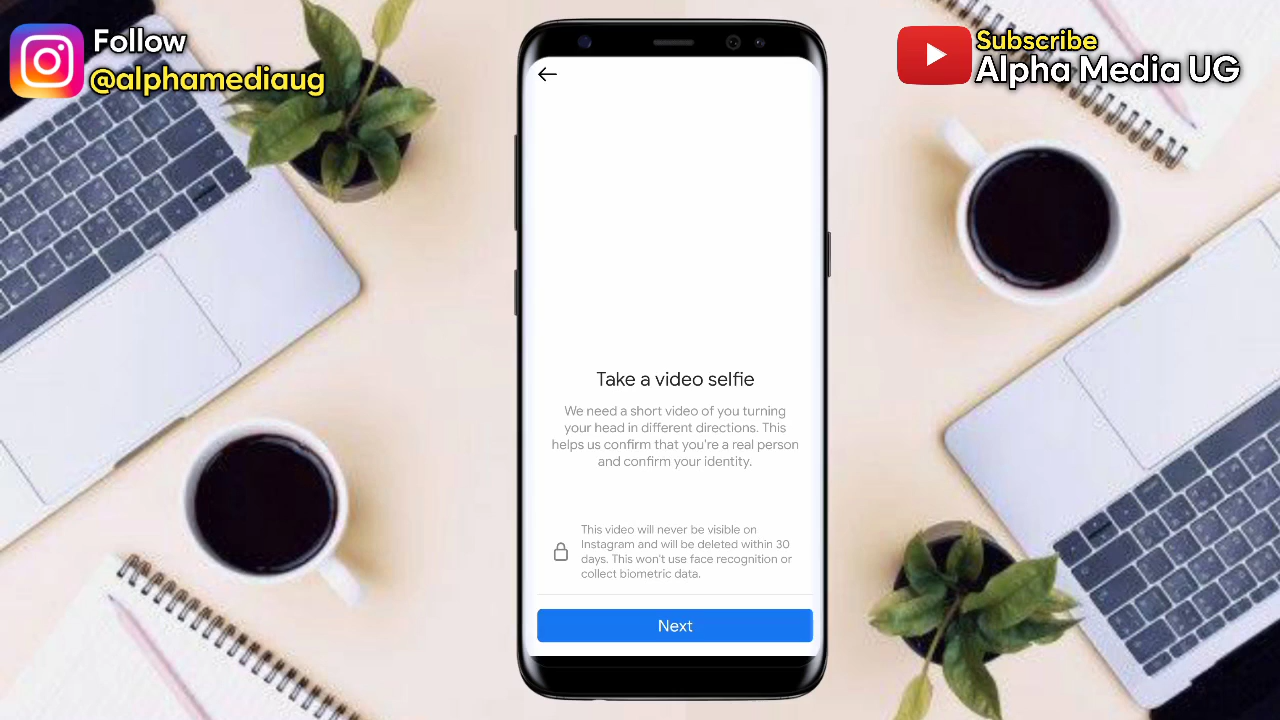 Follow
@alphamediaug
Subscribe
Alpha Media UG
Take a video selfie
We need a short video of you turning
your head in different directions. This
helps us confirm that you're a real person
and confirm your identity.
This video will never be visible on
Instagram and will be deleted within 30
days. This won't use face recognition or
collect biometric data.
Next